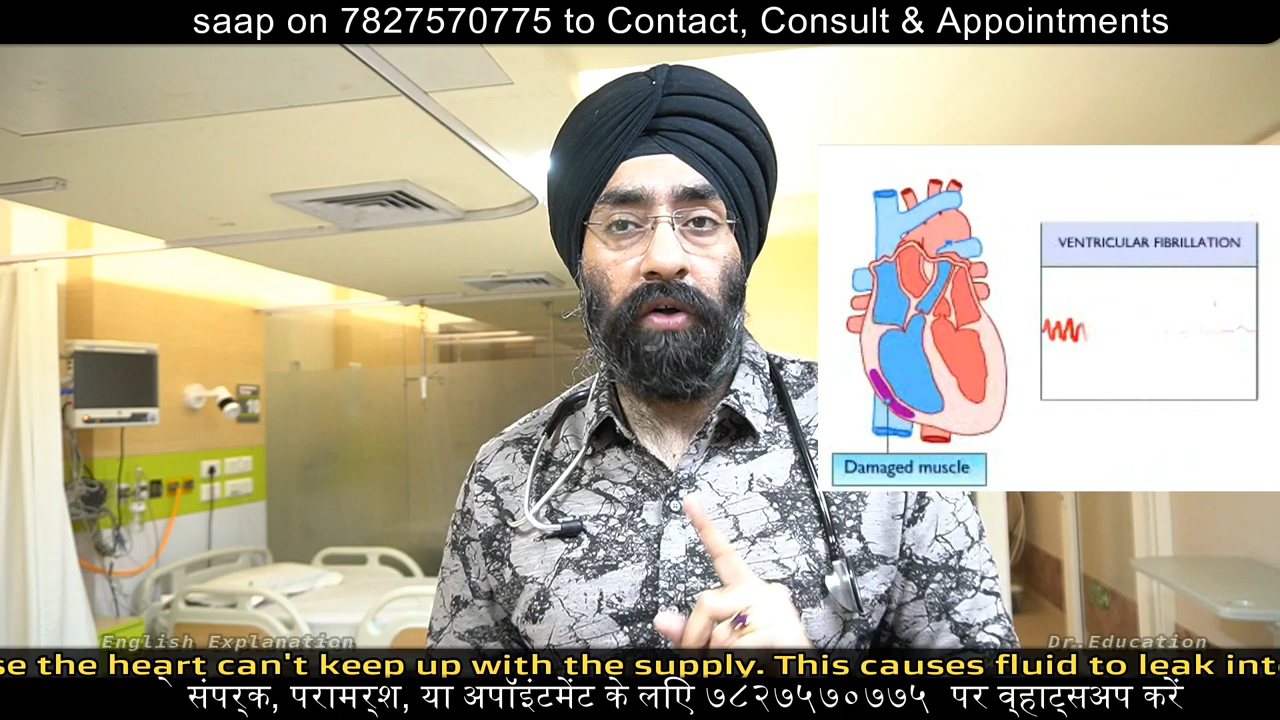 saap on 7827570775 to Contact, Consult & Appointments
VENTRICULAR FIBRILLATION
Damaged muscle
English Explanation
Dr.Education
se the heart can't keep up with the supply. This causes fluid to leak int
संपर्क, परामर्श, या अपॉइंटमेंट के लिए ७८२७५७०७७५ पर व्हाट्सअप करें